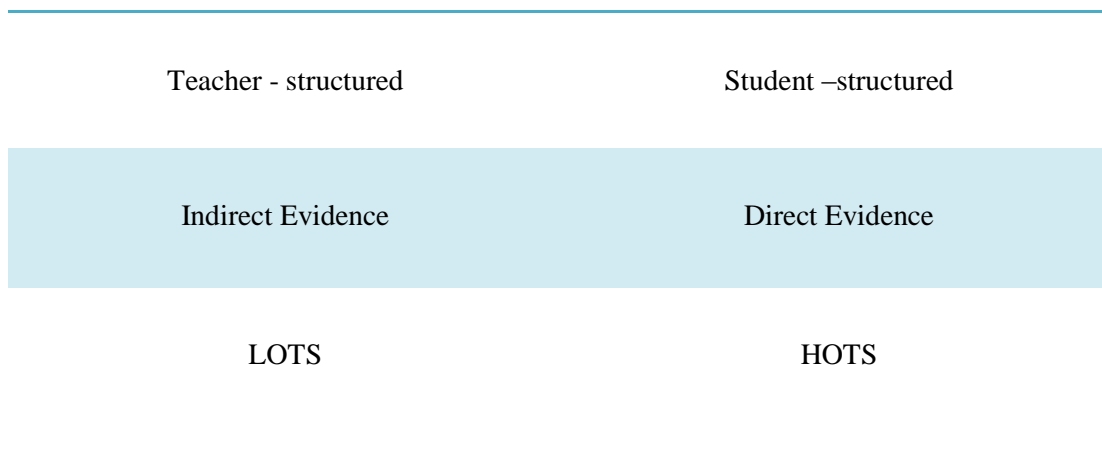 Teacher - structured Student –structured
Indirect Evidence Direct Evidence
LOTS HOTS